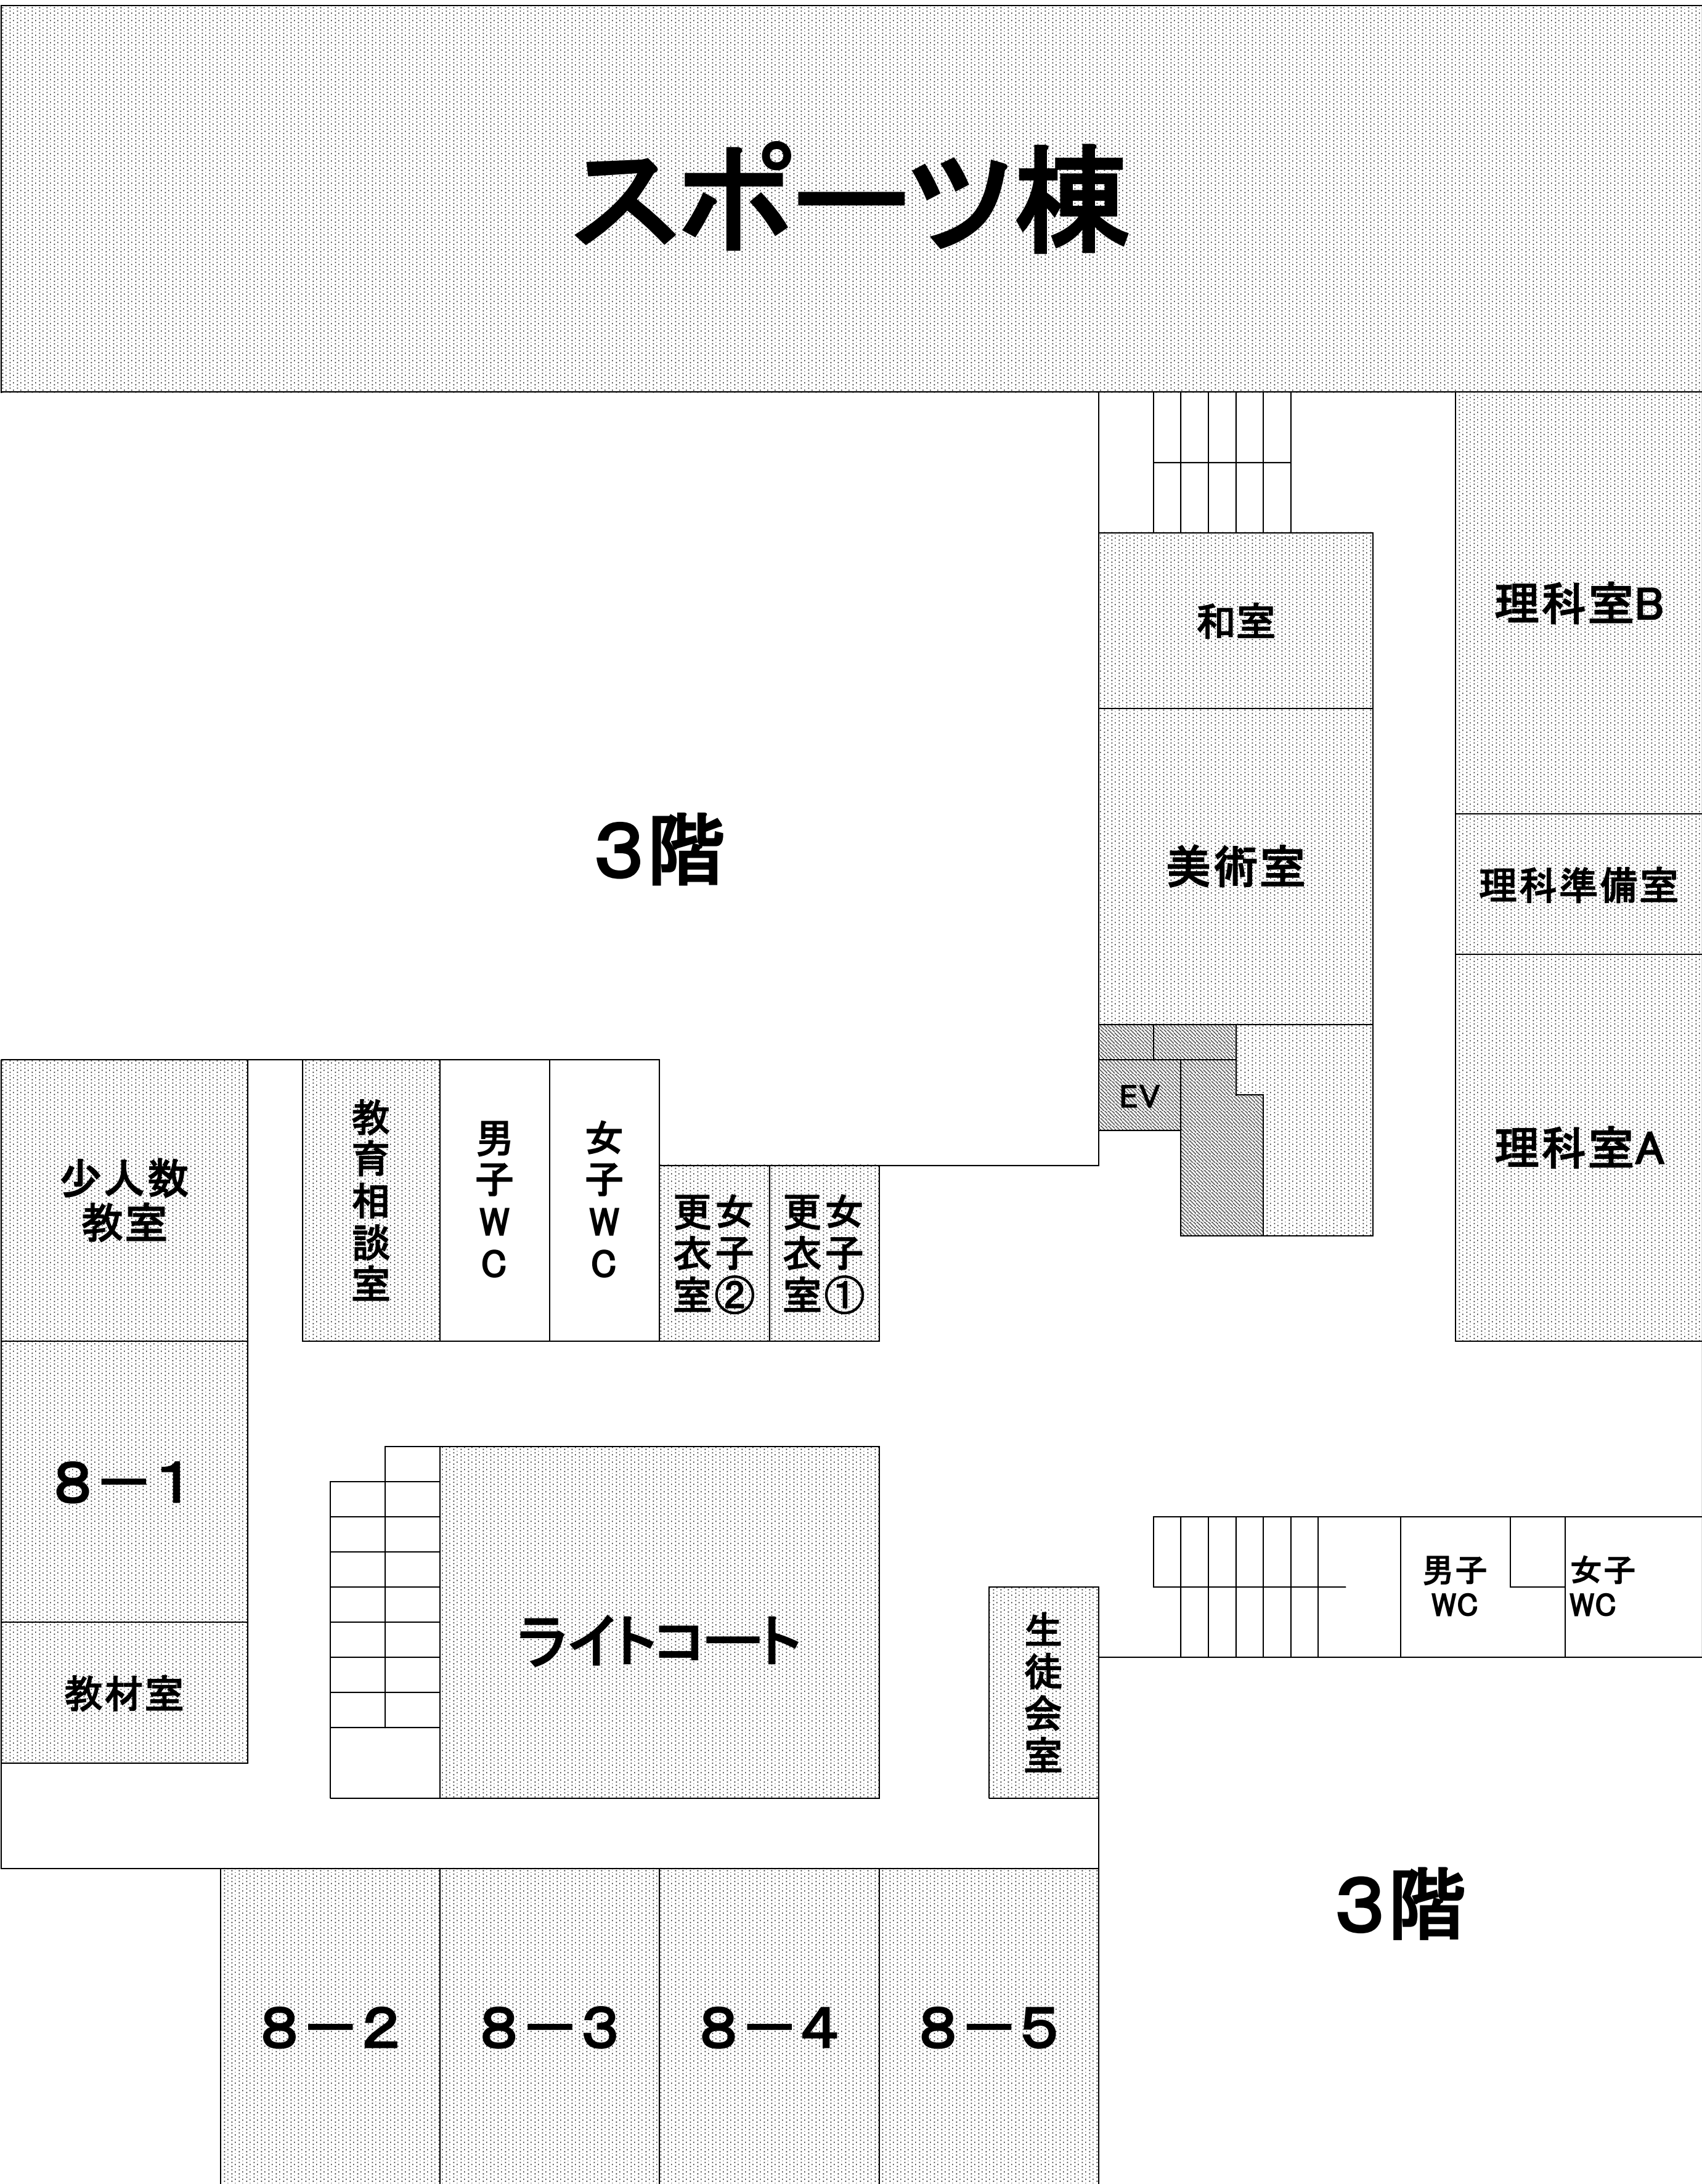 スポーツ棟
和室
理科室B
3階
美術室
理科準備室
EV
理科室A
少人数
教室
教育相談室
男子WC
女子WC
女子②
更衣室
女子①
更衣室
8－1
ライトコート
男子
WC
女子
WC
生徒会室
教材室
3階
8－2
8－3
8－4
8－5